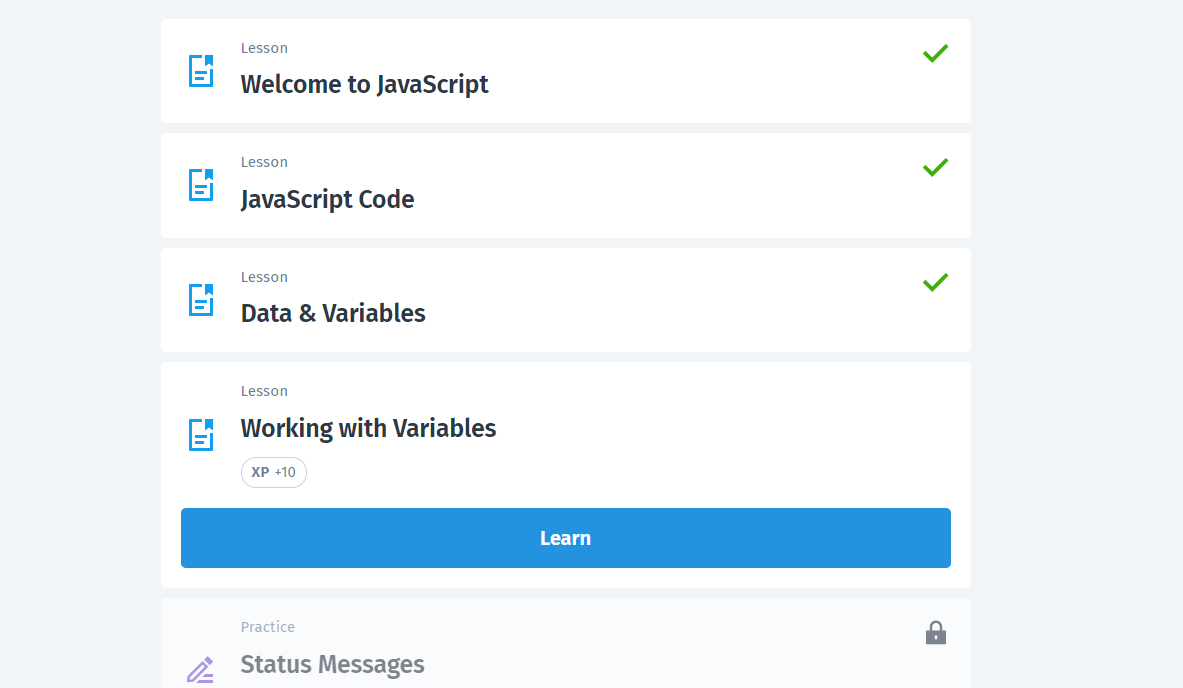 Lesson
Welcome to JavaScript
Lesson
JavaScript Code
Lesson
Data & Variables
Lesson
Working with Variables
XP +10
Learn
Practice
Status Messages